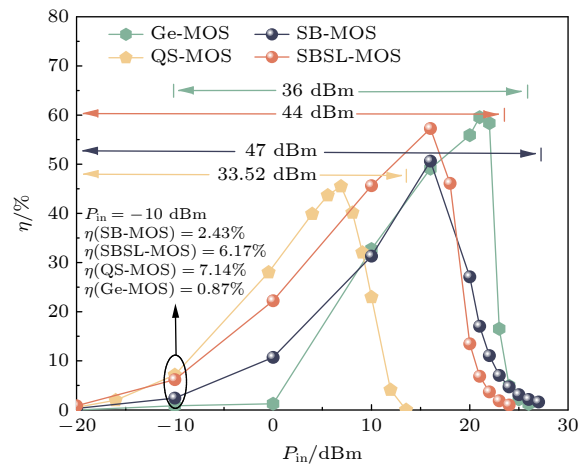 Ge-MOS SB-MOS
QS-MOS SBSL-MOS
36 dBm
44 dBm
47 dBm
33.52 dBm
P_in = −10 dBm
η(SB-MOS) = 2.43%
η(SBSL-MOS) = 6.17%
η(QS-MOS) = 7.14%
η(Ge-MOS) = 0.87%
η/%
80
70
60
50
40
30
20
10
0
−20 −10 0 10 20 30
P_in/dBm